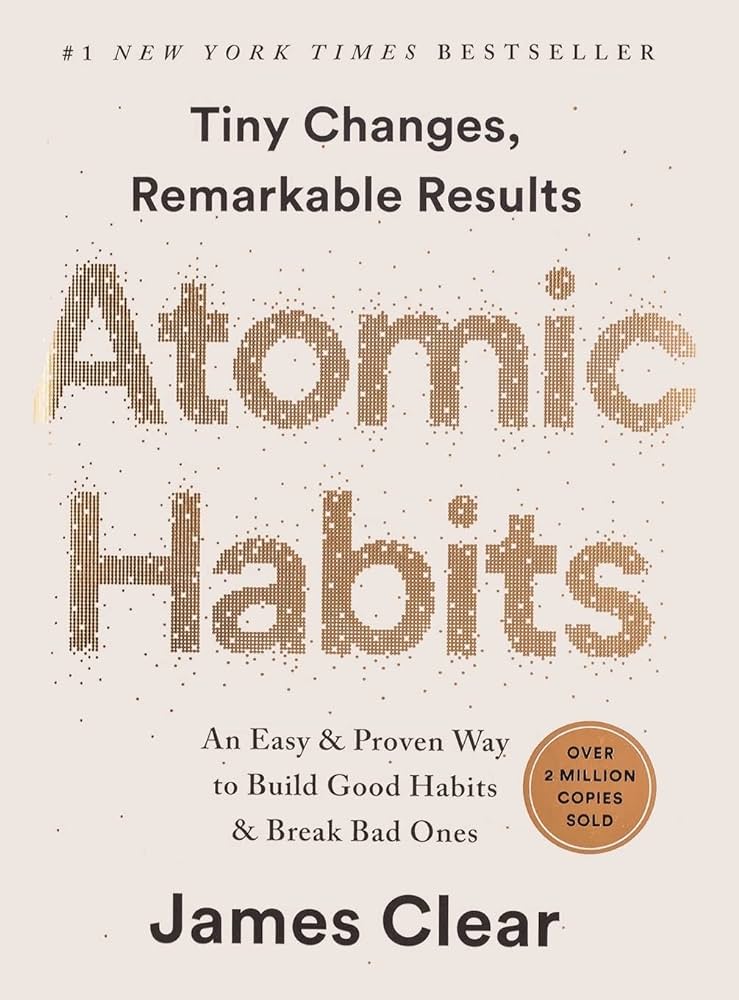 #1 NEW YORK TIMES BESTSELLER
Tiny Changes,
Remarkable Results
Atomic
Habits
An Easy & Proven Way
to Build Good Habits
& Break Bad Ones
OVER
2 MILLION
COPIES
SOLD
James Clear